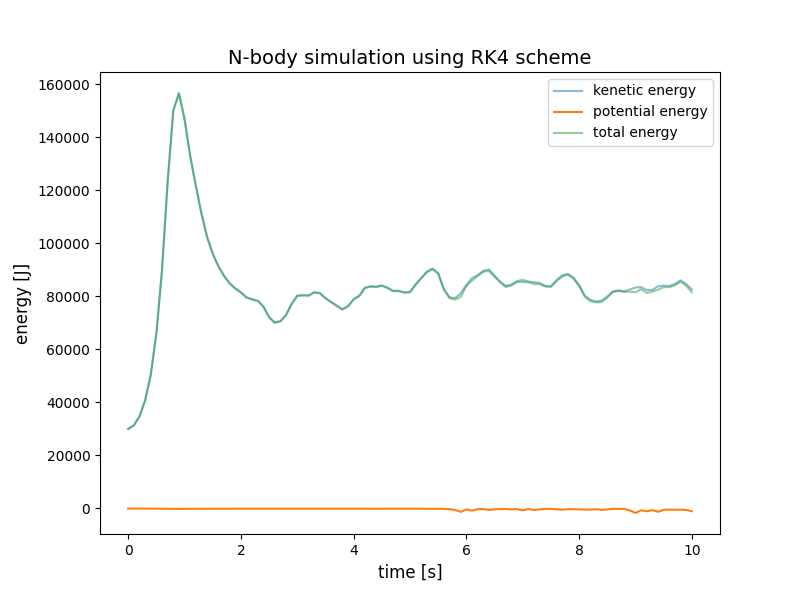 N-body simulation using RK4 scheme
kenetic energy
potential energy
total energy
160000
140000
120000
100000
80000
60000
40000
20000
0
energy [J]
0 2 4 6 8 10
time [s]